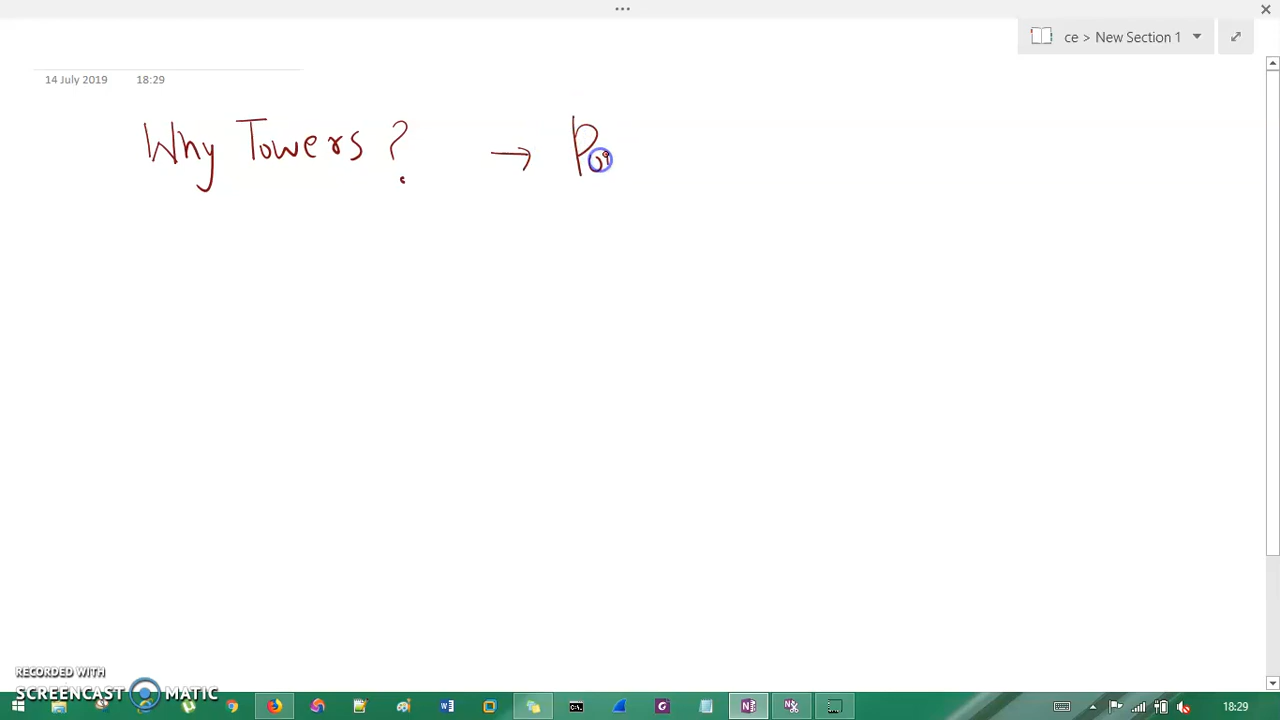 ce > New Section 1
14 July 2019 18:29
Why Towers ? →
RECORDED WITH
SCREENCAST MATIC
18:29